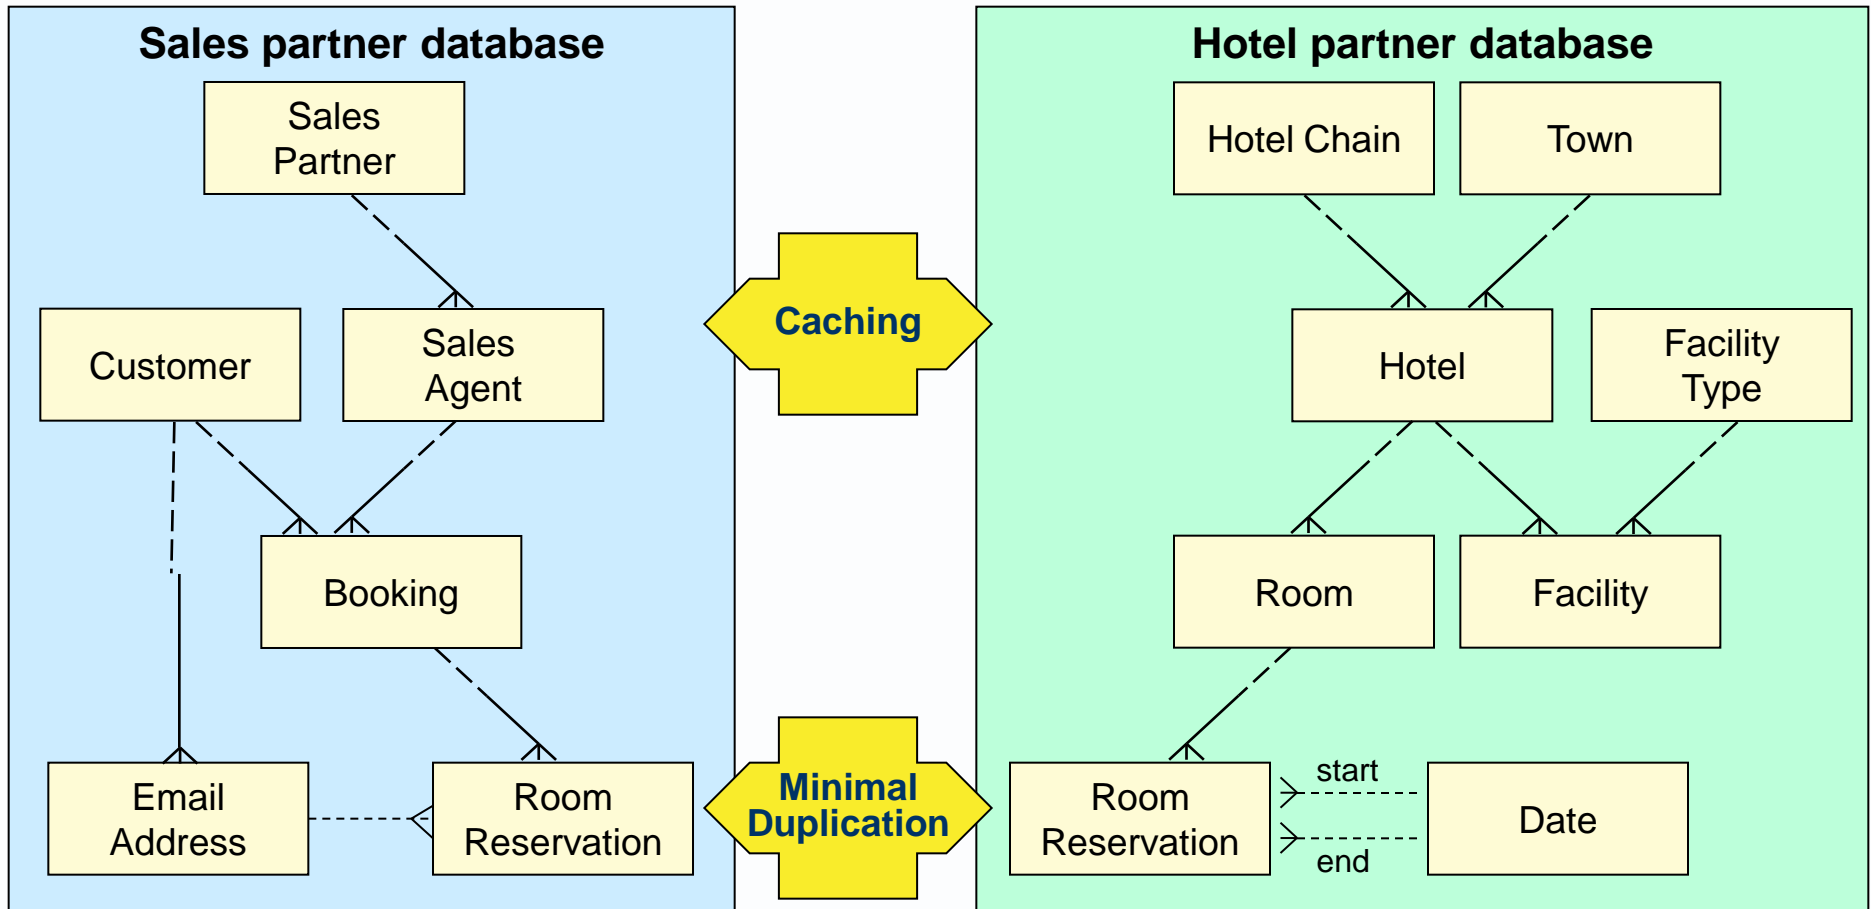 Sales partner database
Sales
Partner
Customer
Sales
Agent
Booking
Email
Address
Room
Reservation
Caching
Minimal
Duplication
Hotel partner database
Hotel Chain
Town
Hotel
Facility
Type
Room
Facility
Room
Reservation
start
end
Date